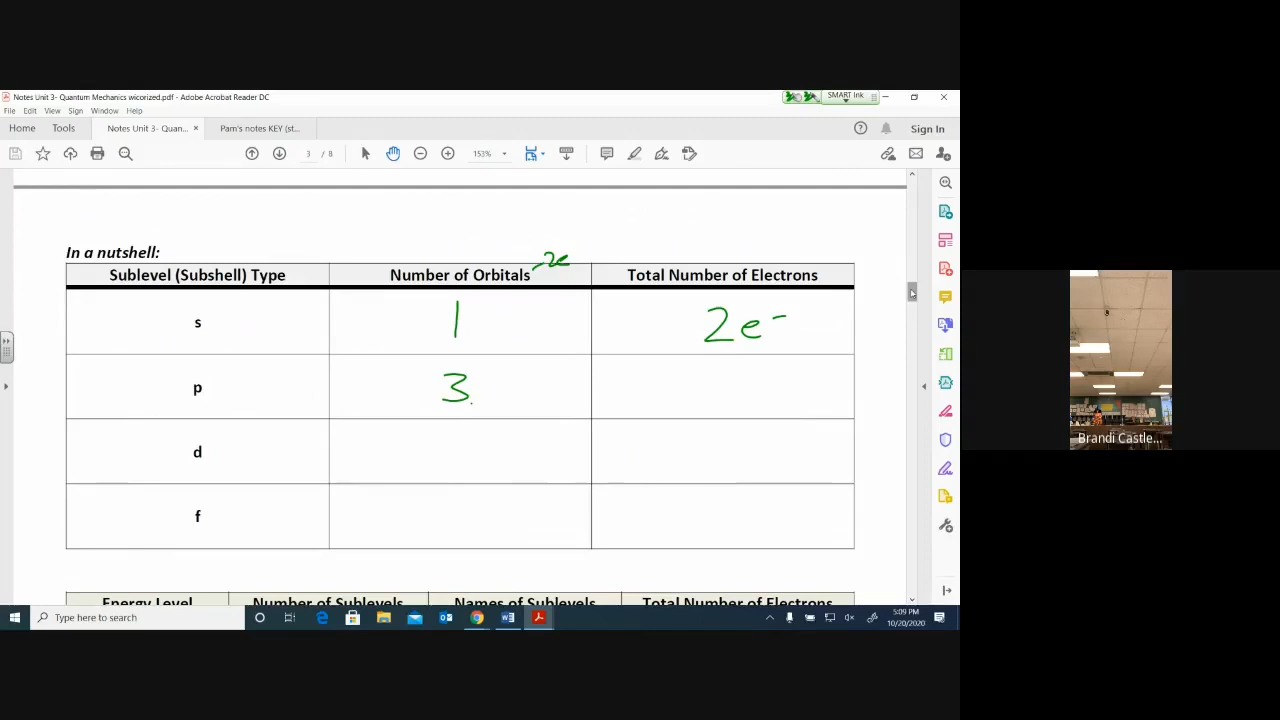 Notes Unit 3- Quantum Mechanics wicorized.pdf - Adobe Acrobat Reader DC
SMART Ink
File Edit View Sign Window Help
Home Tools Notes Unit 3- Quan... × Pam's notes KEY (st... Sign In
3 / 8 153%
In a nutshell:
2e
Sublevel (Subshell) Type Number of Orbitals Total Number of Electrons
s 1 2e-
p 3
d
f
Energy Level Number of Sublevels Names of Sublevels Total Number of Electrons
Brandi Castle...
Type here to search
5:09 PM
10/20/2020